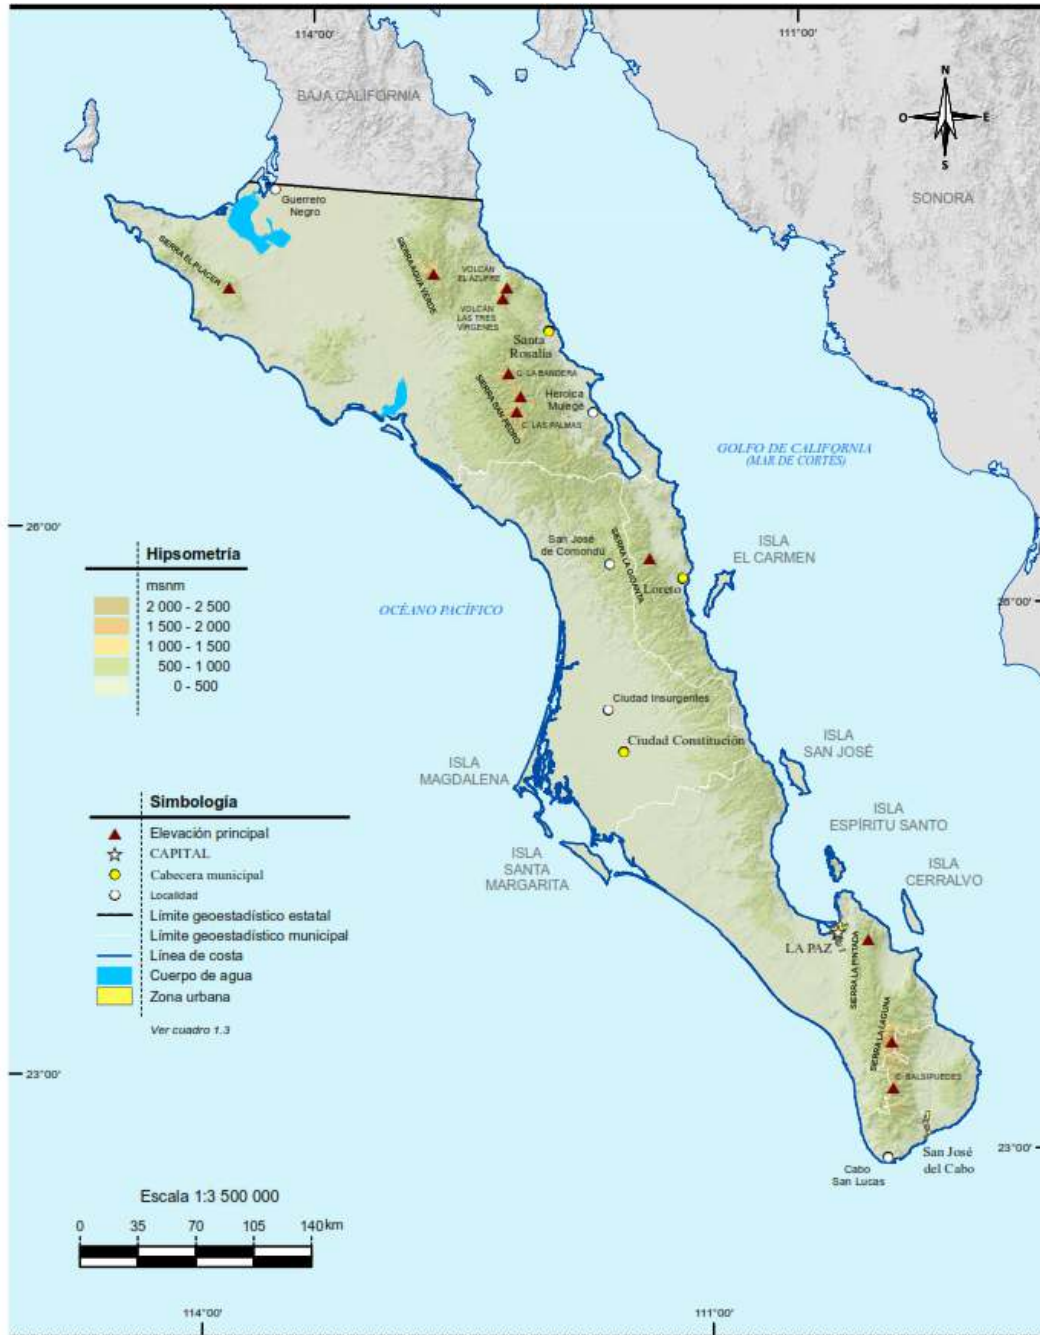 114°00'
111°00'
BAJA CALIFORNIA
N
O
E
S
SONORA
Guerrero
Negro
SIERRA EL PLACER
SIERRA AGUA VERDE
VOLCÁN
EL AZUFRE
VOLCÁN
LAS TRES
VÍRGENES
Santa
Rosalía
C. LA BANDERA
SIERRA SAN PEDRO
Heroica
Mulegé
C. LAS PALMAS
GOLFO DE CALIFORNIA
(MAR DE CORTÉS)
26°00'
San José
de Comondú
SIERRA LA GIGANTA
ISLA
EL CARMEN
Loreto
26°00'
Hipsometría
msnm
2 000 - 2 500
1 500 - 2 000
1 000 - 1 500
500 - 1 000
0 - 500
OCÉANO PACÍFICO
Ciudad Insurgentes
Ciudad Constitución
ISLA
SAN JOSÉ
ISLA
MAGDALENA
ISLA
ESPÍRITU SANTO
ISLA
SANTA
MARGARITA
ISLA
CERRALVO
Simbología
Elevación principal
CAPITAL
Cabecera municipal
Localidad
Límite geoestadístico estatal
Límite geoestadístico municipal
Línea de costa
Cuerpo de agua
Zona urbana
Ver cuadro 1.3
LA PAZ
SIERRA LA PINTADA
SIERRA LA LAGUNA
C. SALSIPUEDES
23°00'
23°00'
San José
del Cabo
Cabo
San Lucas
Escala 1:3 500 000
0 35 70 105 140 km
114°00'
111°00'